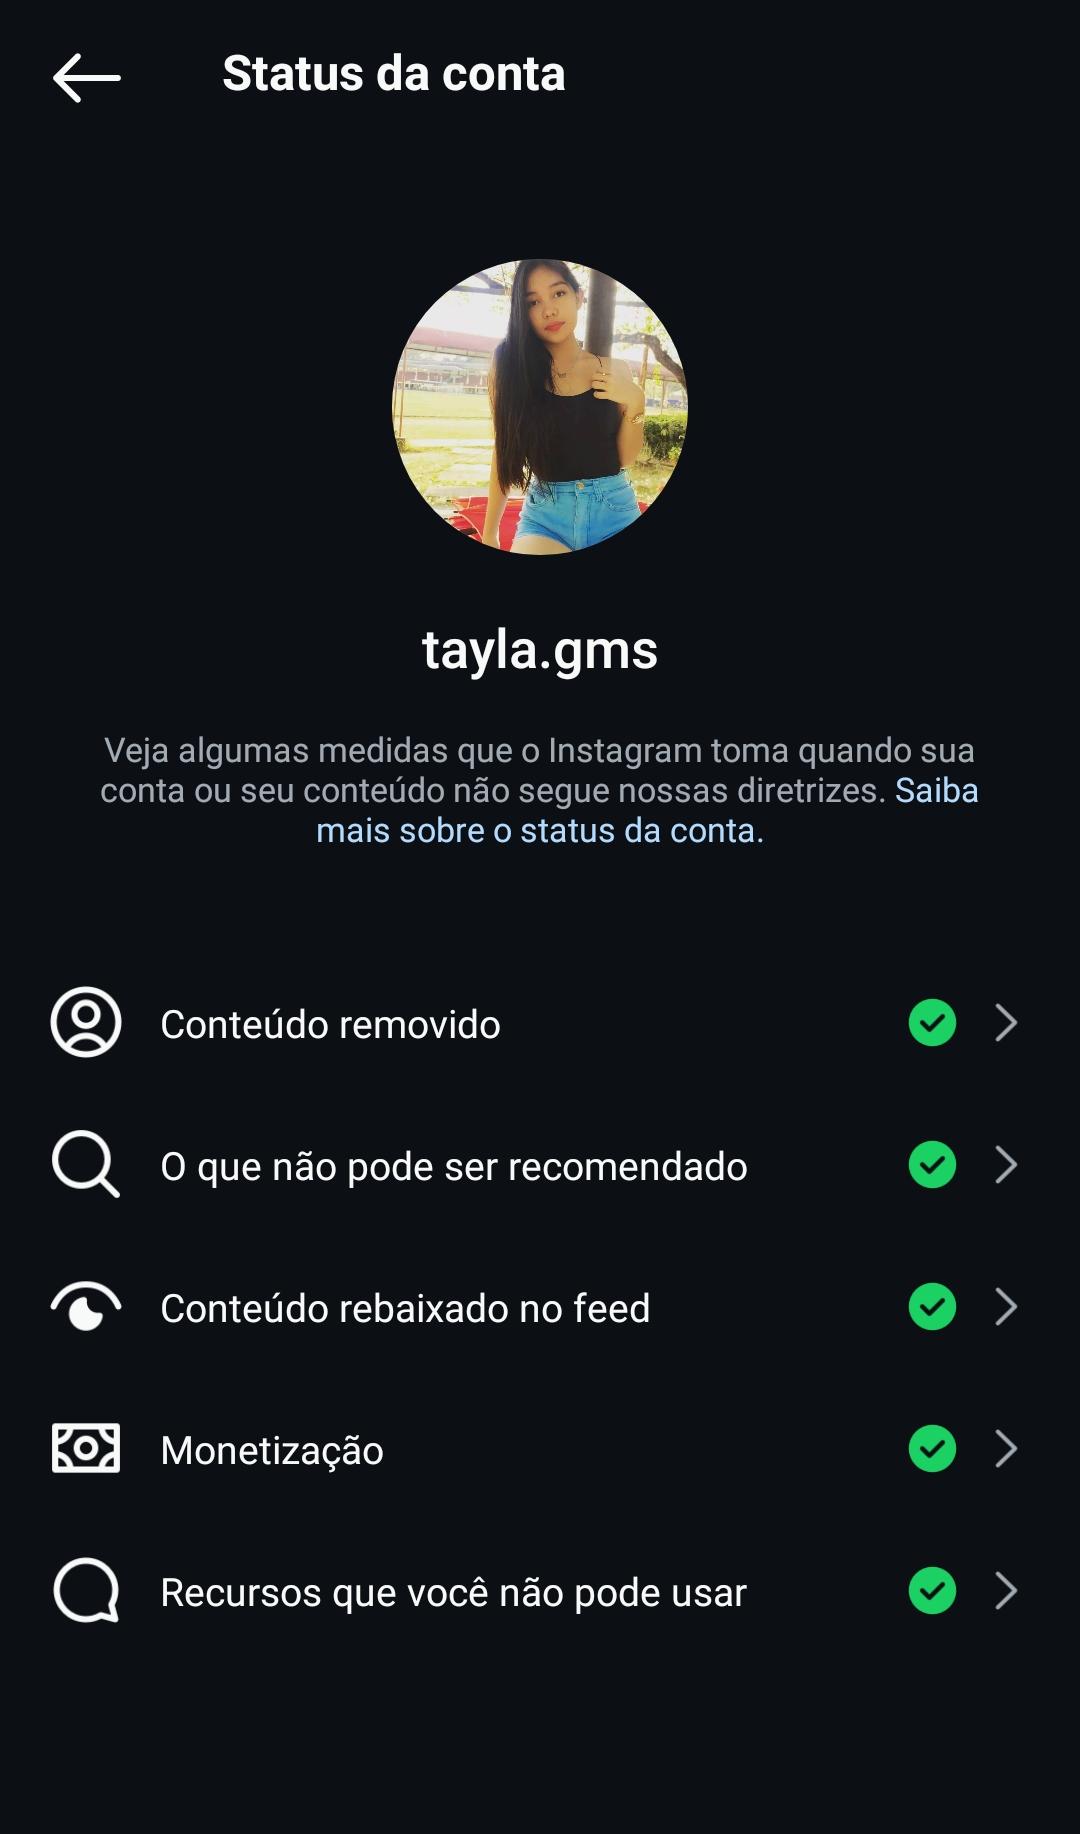 Status da conta
tayla.gms
Veja algumas medidas que o Instagram toma quando sua
conta ou seu conteúdo não segue nossas diretrizes. Saiba
mais sobre o status da conta.
Conteúdo removido
O que não pode ser recomendado
Conteúdo rebaixado no feed
Monetização
Recursos que você não pode usar